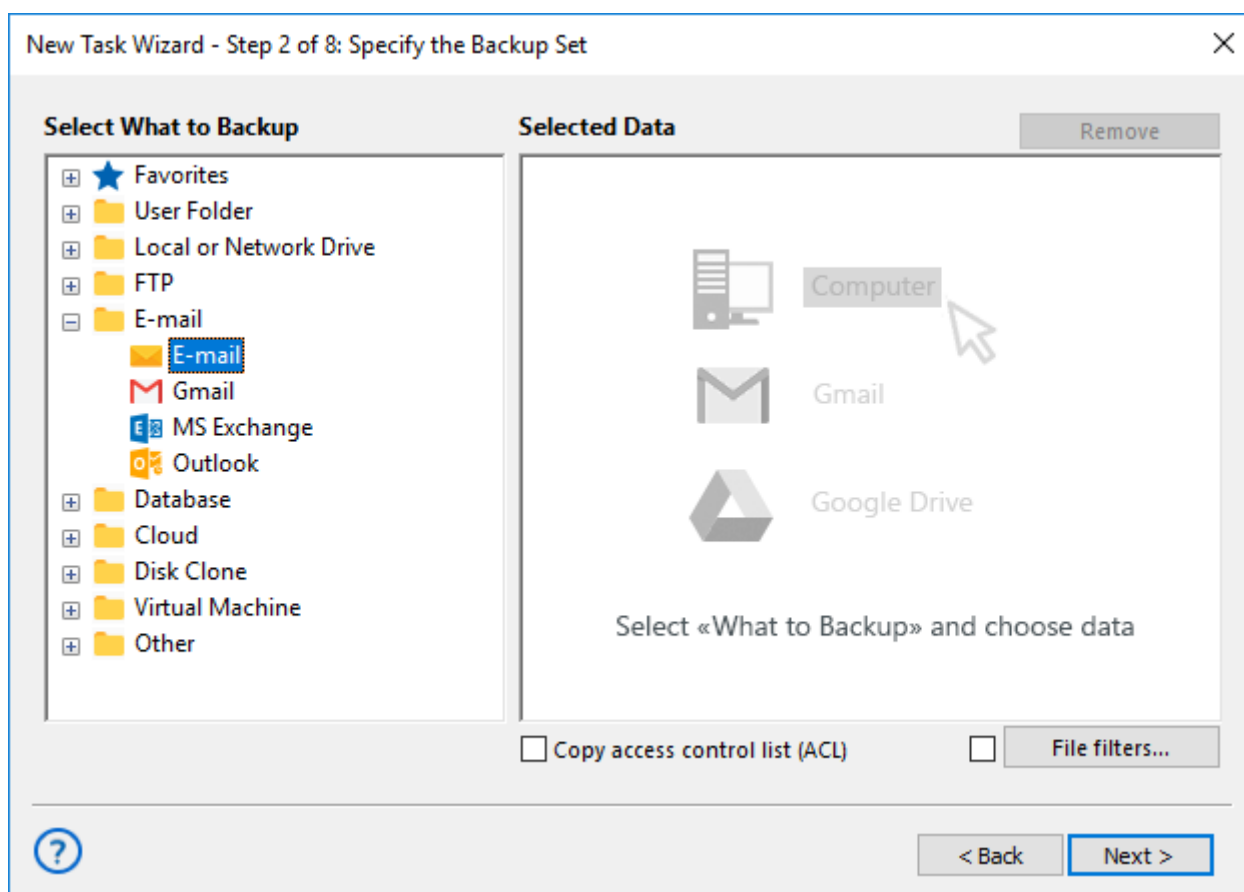 New Task Wizard - Step 2 of 8: Specify the Backup Set
Select What to Backup
Selected Data
Remove
Favorites
User Folder
Local or Network Drive
FTP
E-mail
E-mail
Gmail
MS Exchange
Outlook
Database
Cloud
Disk Clone
Virtual Machine
Other
Computer
Gmail
Google Drive
Select «What to Backup» and choose data
Copy access control list (ACL)
File filters...
?
< Back
Next >